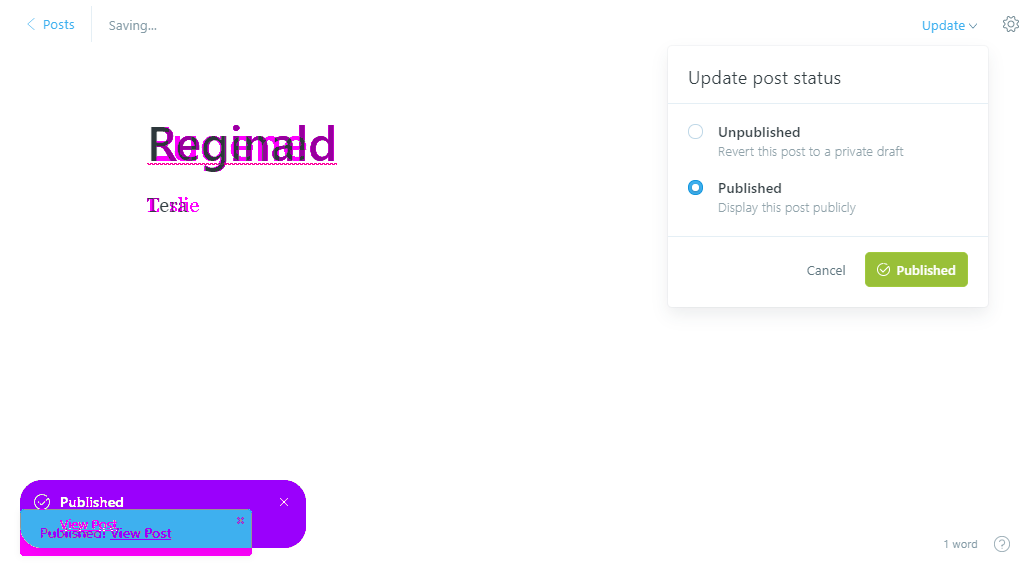 Posts
Saving...
Update
Update post status
Reginald
Unpublished
Revert this post to a private draft
Published
Display this post publicly
Cancel
Published
Published
View Post
Published! View Post
1 word